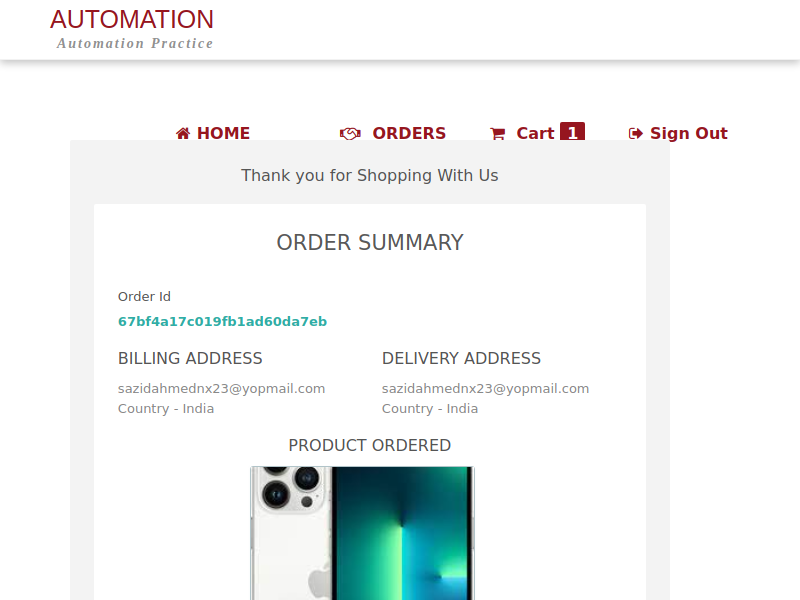 AUTOMATION
Automation Practice
HOME
ORDERS
Cart 1
Sign Out
Thank you for Shopping With Us
ORDER SUMMARY
Order Id
67bf4a17c019fb1ad60da7eb
BILLING ADDRESS
sazidahmednx23@yopmail.com
Country - India
DELIVERY ADDRESS
sazidahmednx23@yopmail.com
Country - India
PRODUCT ORDERED